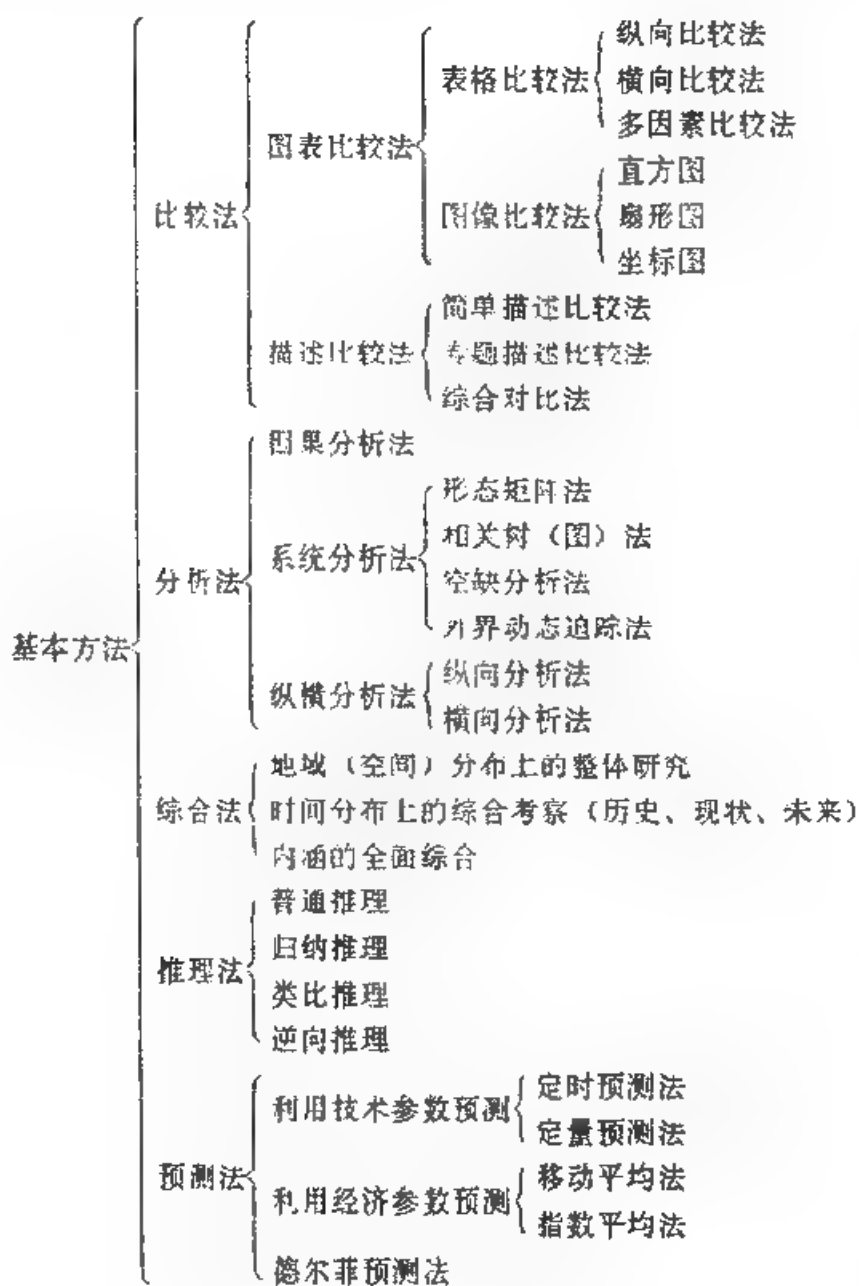 纵向比较法
表格比较法 横向比较法
多因素比较法
图表比较法
直方图
比较法 图像比较法 扇形图
坐标图
简单描述比较法
描述比较法 专题描述比较法
综合对比法
因果分析法
形态矩阵法
相关树（图）法
分析法 系统分析法
空缺分析法
外界动态追踪法
基本方法
纵向分析法
纵横分析法
横向分析法
地域（空间）分布上的整体研究
综合法 时间分布上的综合考察（历史、现状、未来）
内涵的全面综合
普通推理
归纳推理
推理法
类比推理
逆向推理
定时预测法
利用技术参数预测
定量预测法
预测法
移动平均法
利用经济参数预测
指数平均法
德尔菲预测法